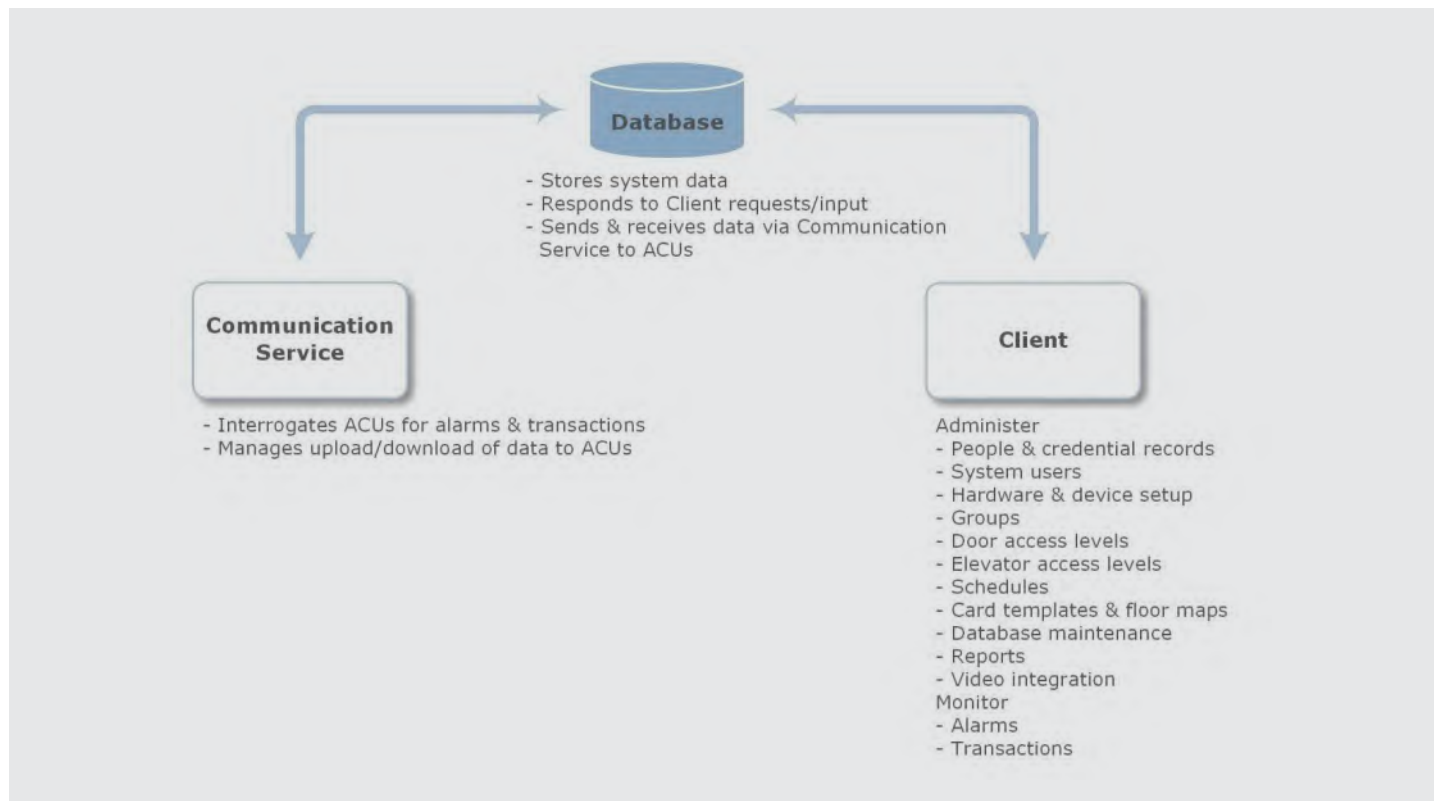 Database
- Stores system data
- Responds to Client requests/input
- Sends & receives data via Communication
Service to ACUs
Communication
Service
- Interrogates ACUs for alarms & transactions
- Manages upload/download of data to ACUs
Client
Administer
- People & credential records
- System users
- Hardware & device setup
- Groups
- Door access levels
- Elevator access levels
- Schedules
- Card templates & floor maps
- Database maintenance
- Reports
- Video integration
Monitor
- Alarms
- Transactions